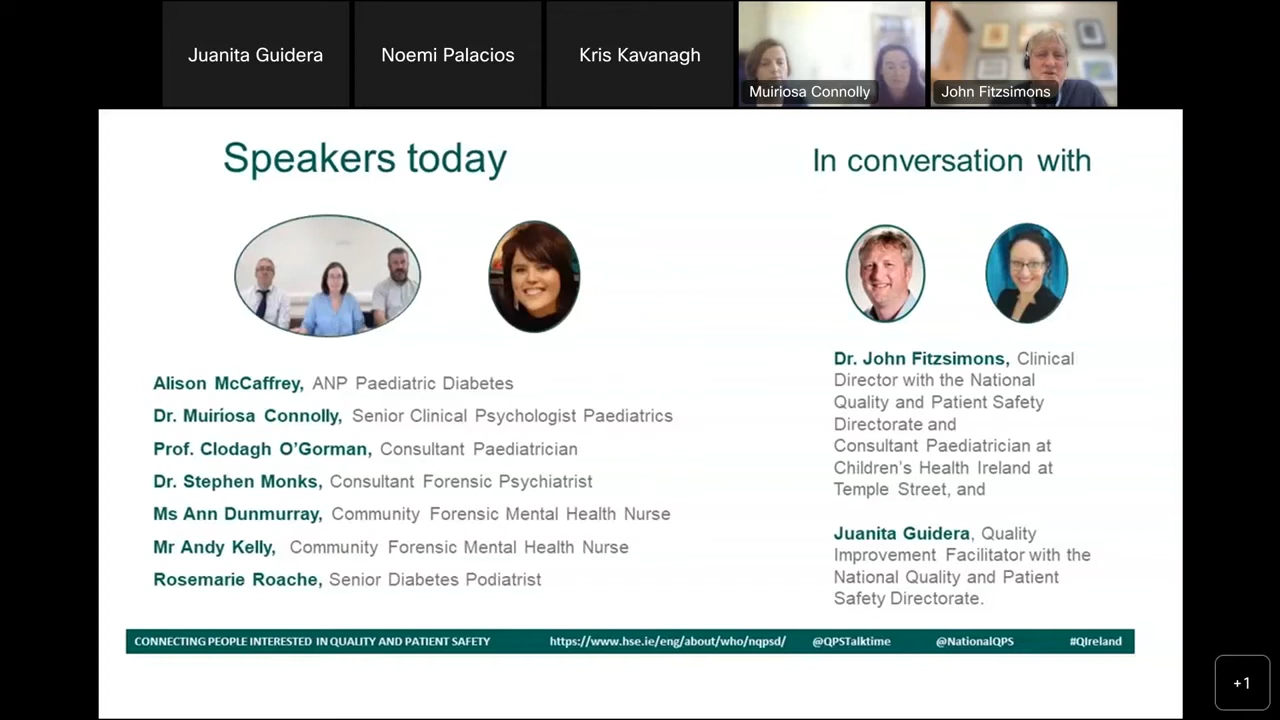 Juanita Guidera
Noemi Palacios
Kris Kavanagh
Muiriosa Connolly
John Fitzsimons
Speakers today
Alison McCaffrey, ANP Paediatric Diabetes
Dr. Muiríosa Connolly, Senior Clinical Psychologist Paediatrics
Prof. Clodagh O'Gorman, Consultant Paediatrician
Dr. Stephen Monks, Consultant Forensic Psychiatrist
Ms Ann Dunmurray, Community Forensic Mental Health Nurse
Mr Andy Kelly, Community Forensic Mental Health Nurse
Rosemarie Roache, Senior Diabetes Podiatrist
In conversation with
Dr. John Fitzsimons, Clinical
Director with the National
Quality and Patient Safety
Directorate and
Consultant Paediatrician at
Children's Health Ireland at
Temple Street, and
Juanita Guidera, Quality
Improvement Facilitator with the
National Quality and Patient
Safety Directorate.
CONNECTING PEOPLE INTERESTED IN QUALITY AND PATIENT SAFETY https://www.hse.ie/eng/about/who/nqpsd/ @QPSTalktime @NationalQPS #QIreland
+1